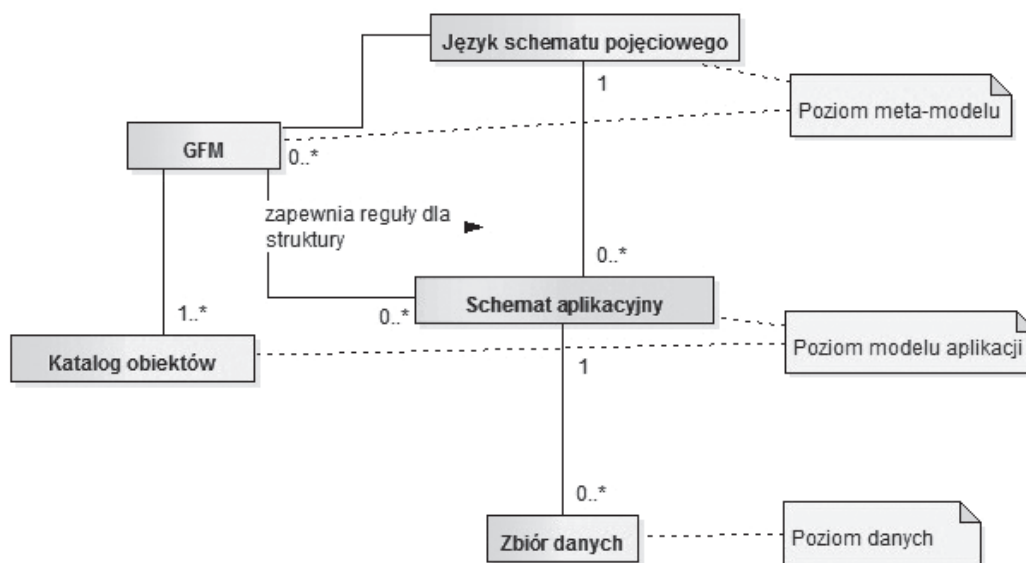 Język schematu pojęciowego
1
Poziom meta-modelu
GFM
0..*
zapewnia reguły dla
struktury
0..*
Schemat aplikacyjny
1..*
0..*
Katalog obiektów
Poziom modelu aplikacji
1
0..*
Zbiór danych
Poziom danych